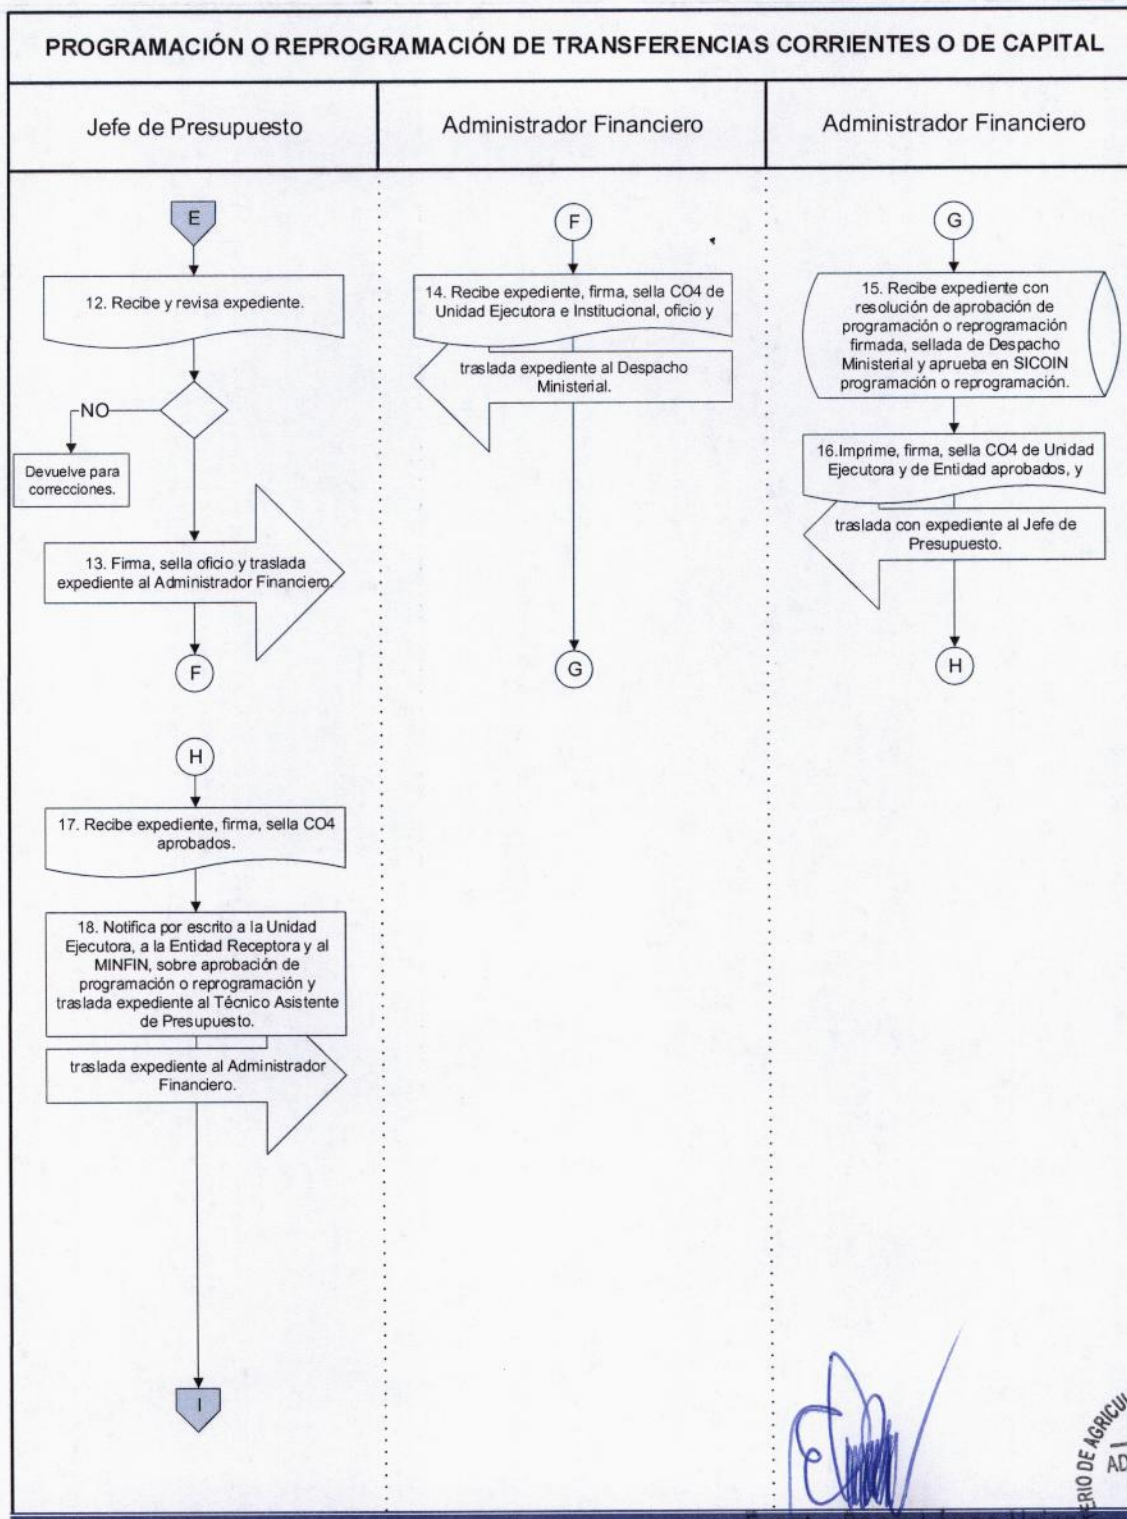 PROGRAMACIÓN O REPROGRAMACIÓN DE TRANSFERENCIAS CORRIENTES O DE CAPITAL
Jefe de Presupuesto
Administrador Financiero
Administrador Financiero
E
12. Recibe y revisa expediente.
NO
Devuelve para
correcciones.
13. Firma, sella oficio y traslada
expediente al Administrador Financiero.
F
F
14. Recibe expediente, firma, sella CO4 de
Unidad Ejecutora e Institucional, oficio y
traslada expediente al Despacho
Ministerial.
G
G
15. Recibe expediente con
resolución de aprobación de
programación o reprogramación
firmada, sellada de Despacho
Ministerial y aprueba en SICOIN
programación o reprogramación.
16.Imprime, firma, sella CO4 de Unidad
Ejecutora y de Entidad aprobados, y
traslada con expediente al Jefe de
Presupuesto.
H
H
17. Recibe expediente, firma, sella CO4
aprobados.
18. Notifica por escrito a la Unidad
Ejecutora, a la Entidad Receptora y al
MINFIN, sobre aprobación de
programación o reprogramación y
traslada expediente al Técnico Asistente
de Presupuesto.
traslada expediente al Administrador
Financiero.
I
ERIO DE AGRICUL
AD